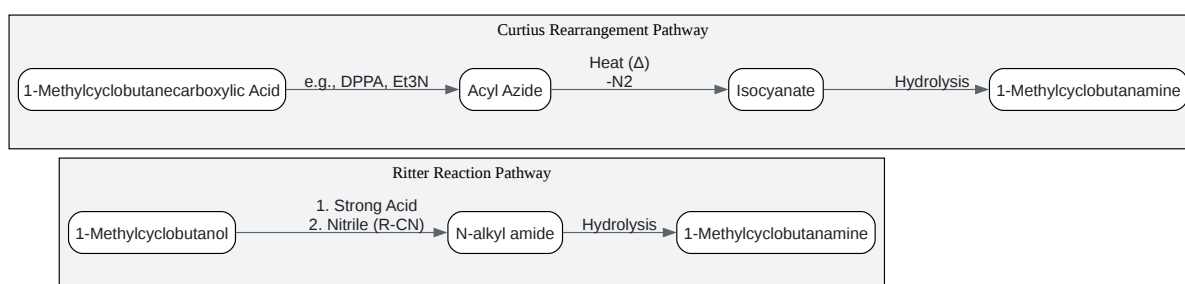 Curtius Rearrangement Pathway
1-Methylcyclobutanecarboxylic Acid
e.g., DPPA, Et3N
Acyl Azide
Heat (Δ)
-N2
Isocyanate
Hydrolysis
1-Methylcyclobutanamine
Ritter Reaction Pathway
1-Methylcyclobutanol
1. Strong Acid
2. Nitrile (R-CN)
N-alkyl amide
Hydrolysis
1-Methylcyclobutanamine